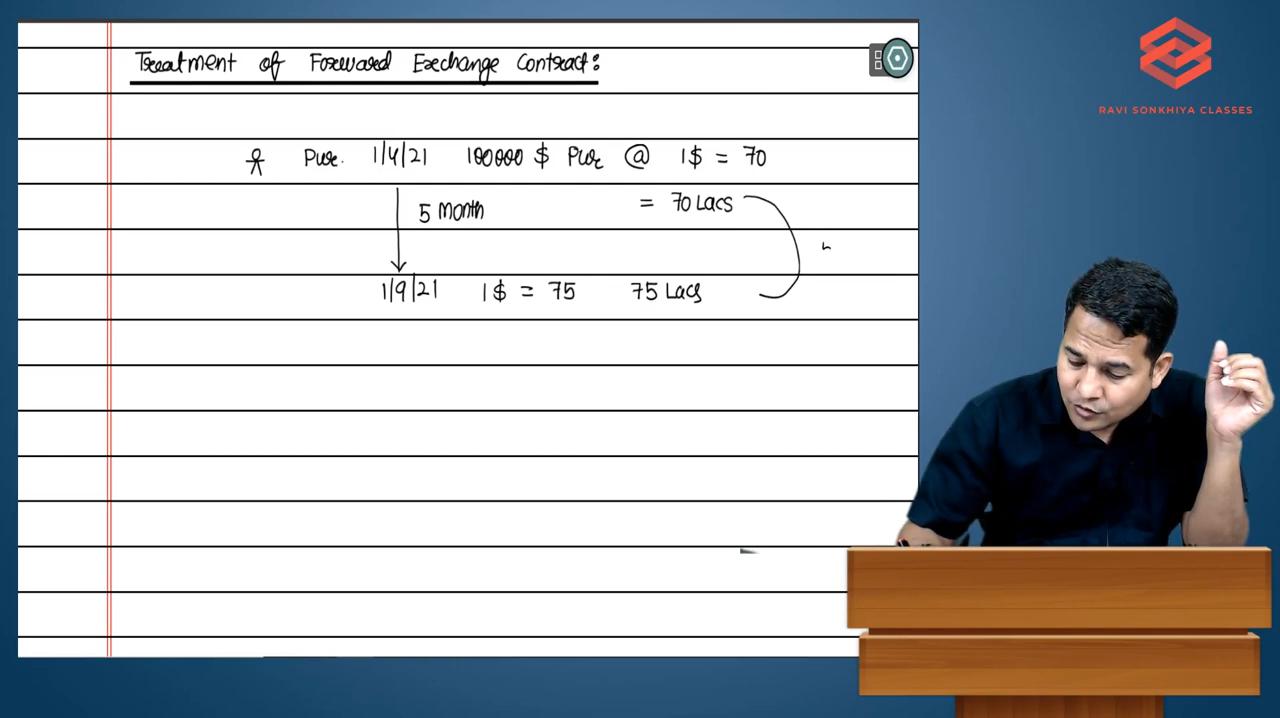 Treatment of Forward Exchange Contract:
RAVI SONKHIYA CLASSES
Pur. 1/4/21 100000 $ Pur @ 1$ = 70
5 Month = 70 Lacs
1/9/21 1$ = 75 75 Lacs